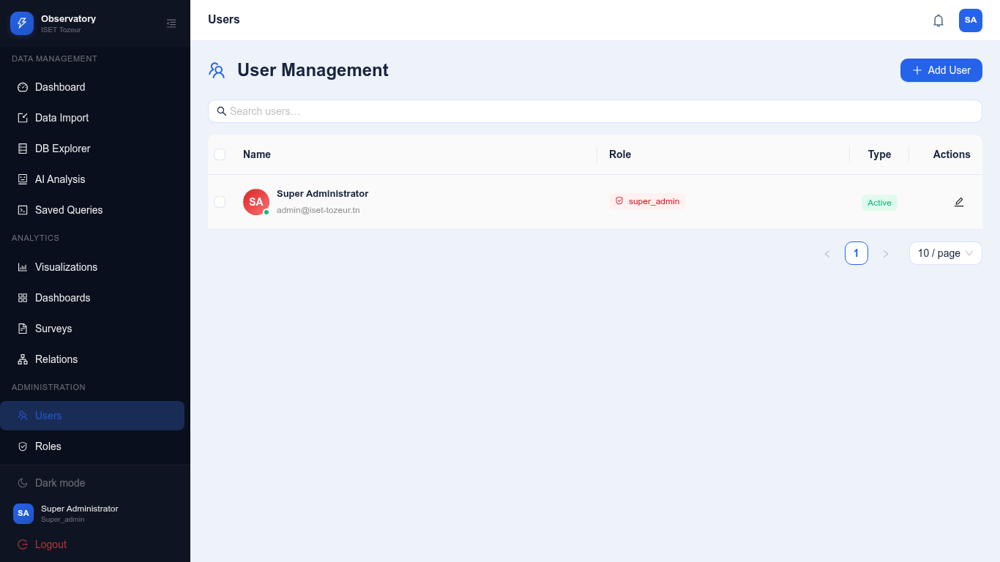 Observatory
ISET Tozeur
DATA MANAGEMENT
Dashboard
Data Import
DB Explorer
AI Analysis
Saved Queries
ANALYTICS
Visualizations
Dashboards
Surveys
Relations
ADMINISTRATION
Users
Roles
Dark mode
SA
Super Administrator
Super_admin
Logout
Users
SA
User Management
Add User
Search users...
Name Role Type Actions
SA
Super Administrator
admin@iset-tozeur.tn
super_admin
Active
1
10 / page